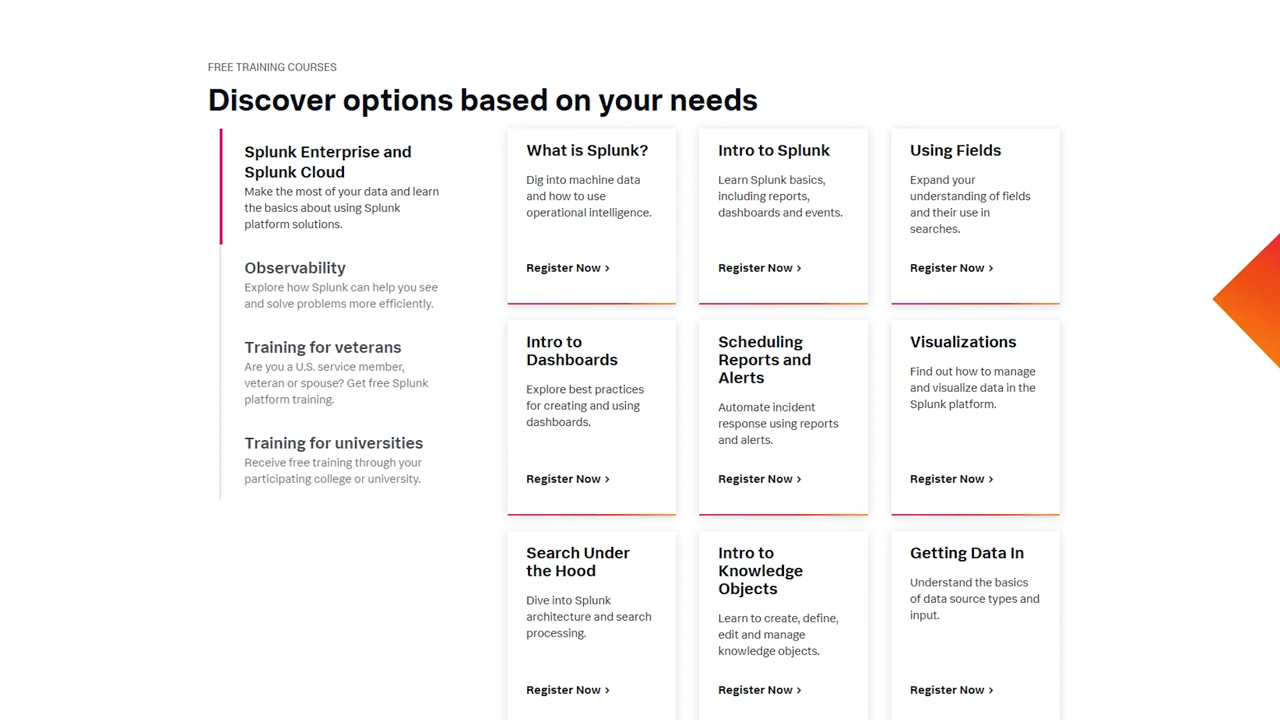 FREE TRAINING COURSES
Discover options based on your needs
Splunk Enterprise and
Splunk Cloud
Make the most of your data and learn
the basics about using Splunk
platform solutions.
Observability
Explore how Splunk can help you see
and solve problems more efficiently.
Training for veterans
Are you a U.S. service member,
veteran or spouse? Get free Splunk
platform training.
Training for universities
Receive free training through your
participating college or university.
What is Splunk?
Dig into machine data
and how to use
operational intelligence.
Register Now ›
Intro to Splunk
Learn Splunk basics,
including reports,
dashboards and events.
Register Now ›
Using Fields
Expand your
understanding of fields
and their use in
searches.
Register Now ›
Intro to
Dashboards
Explore best practices
for creating and using
dashboards.
Register Now ›
Scheduling
Reports and
Alerts
Automate incident
response using reports
and alerts.
Register Now ›
Visualizations
Find out how to manage
and visualize data in the
Splunk platform.
Register Now ›
Search Under
the Hood
Dive into Splunk
architecture and search
processing.
Register Now ›
Intro to
Knowledge
Objects
Learn to create, define,
edit and manage
knowledge objects.
Register Now ›
Getting Data In
Understand the basics
of data source types and
input.
Register Now ›